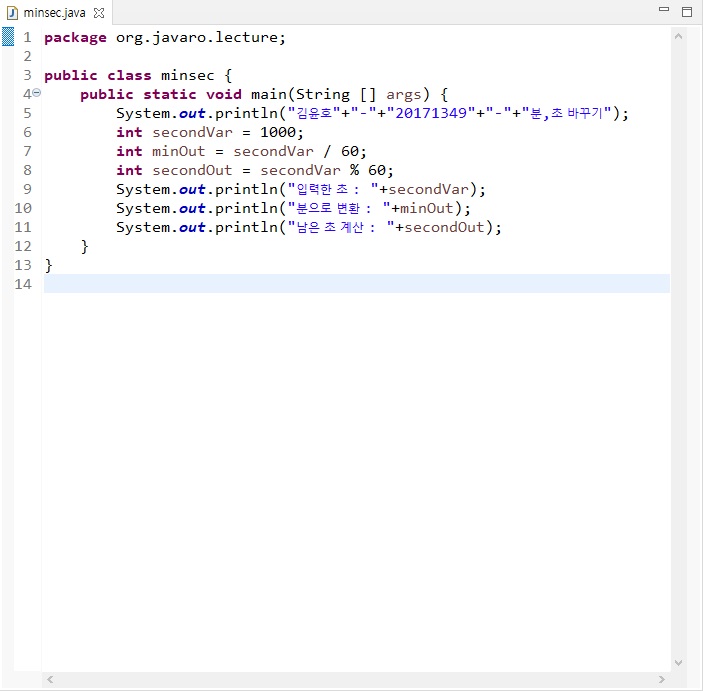 minsec.java
1 package org.javaro.lecture;
2
3 public class minsec {
4 public static void main(String [] args) {
5 System.out.println("김윤호"+"-"+"20171349"+"-"+"분,초 바꾸기");
6 int secondVar = 1000;
7 int minOut = secondVar / 60;
8 int secondOut = secondVar % 60;
9 System.out.println("입력한 초 : "+secondVar);
10 System.out.println("분으로 변환 : "+minOut);
11 System.out.println("남은 초 계산 : "+secondOut);
12 }
13 }
14